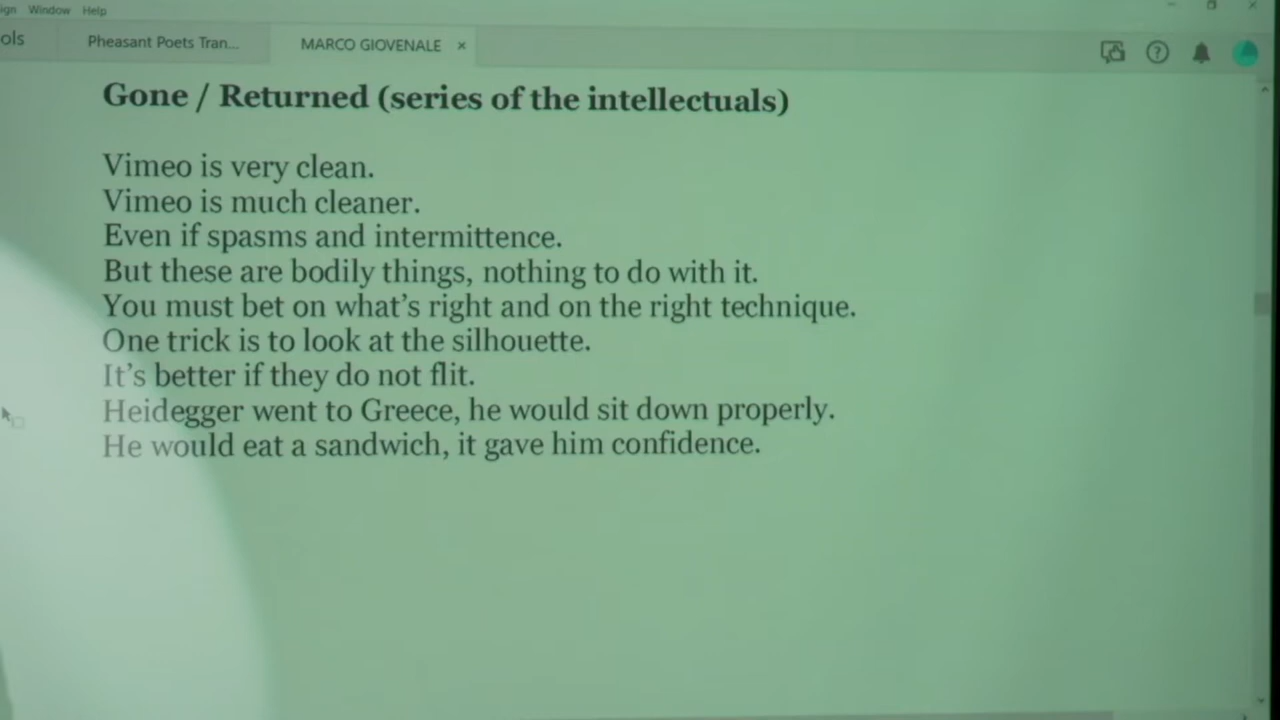 ign Window Help
ols Pheasant Poets Tran... MARCO GIOVENALE ×
Gone / Returned (series of the intellectuals)
Vimeo is very clean.
Vimeo is much cleaner.
Even if spasms and intermittence.
But these are bodily things, nothing to do with it.
You must bet on what’s right and on the right technique.
One trick is to look at the silhouette.
It’s better if they do not flit.
Heidegger went to Greece, he would sit down properly.
He would eat a sandwich, it gave him confidence.